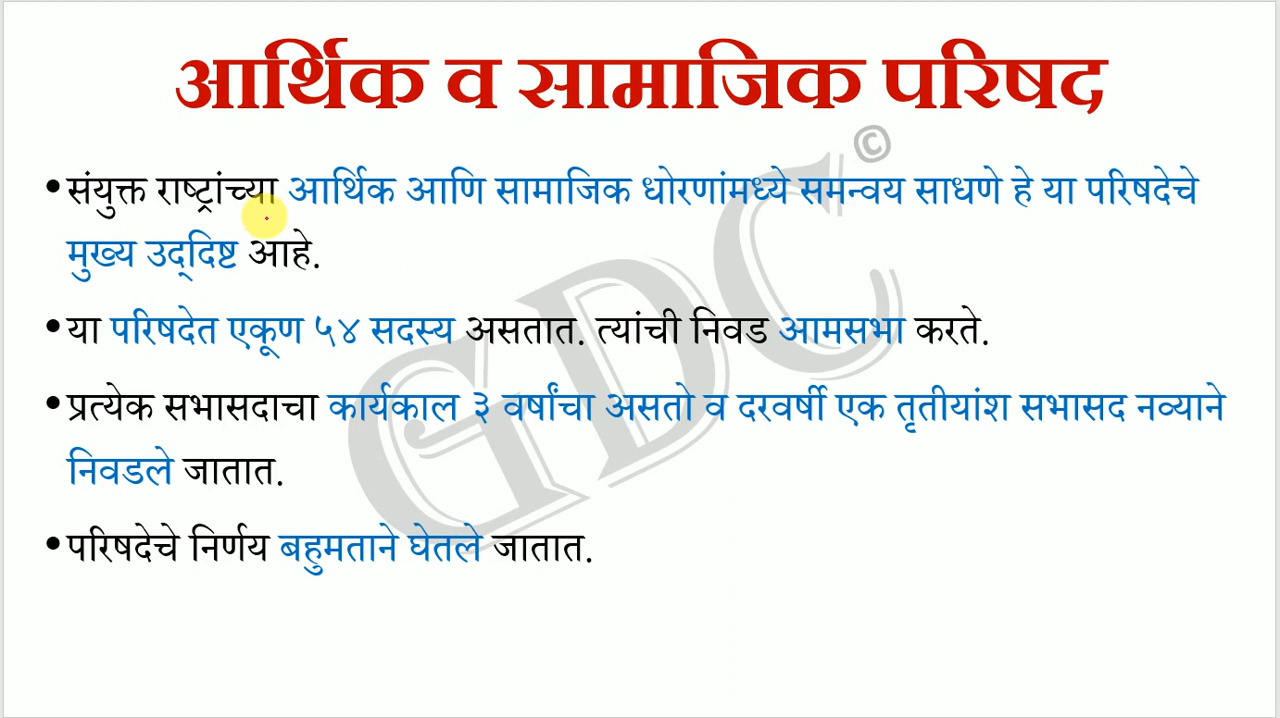 आर्थिक व सामाजिक परिषद
©
GDC
•संयुक्त राष्ट्रांच्या आर्थिक आणि सामाजिक धोरणांमध्ये समन्वय साधणे हे या परिषदेचे
मुख्य उद्‌दिष्ट आहे.
•या परिषदेत एकूण ५४ सदस्य असतात. त्यांची निवड आमसभा करते.
•प्रत्येक सभासदाचा कार्यकाल ३ वर्षांचा असतो व दरवर्षी एक तृतीयांश सभासद नव्याने
निवडले जातात.
•परिषदेचे निर्णय बहुमताने घेतले जातात.